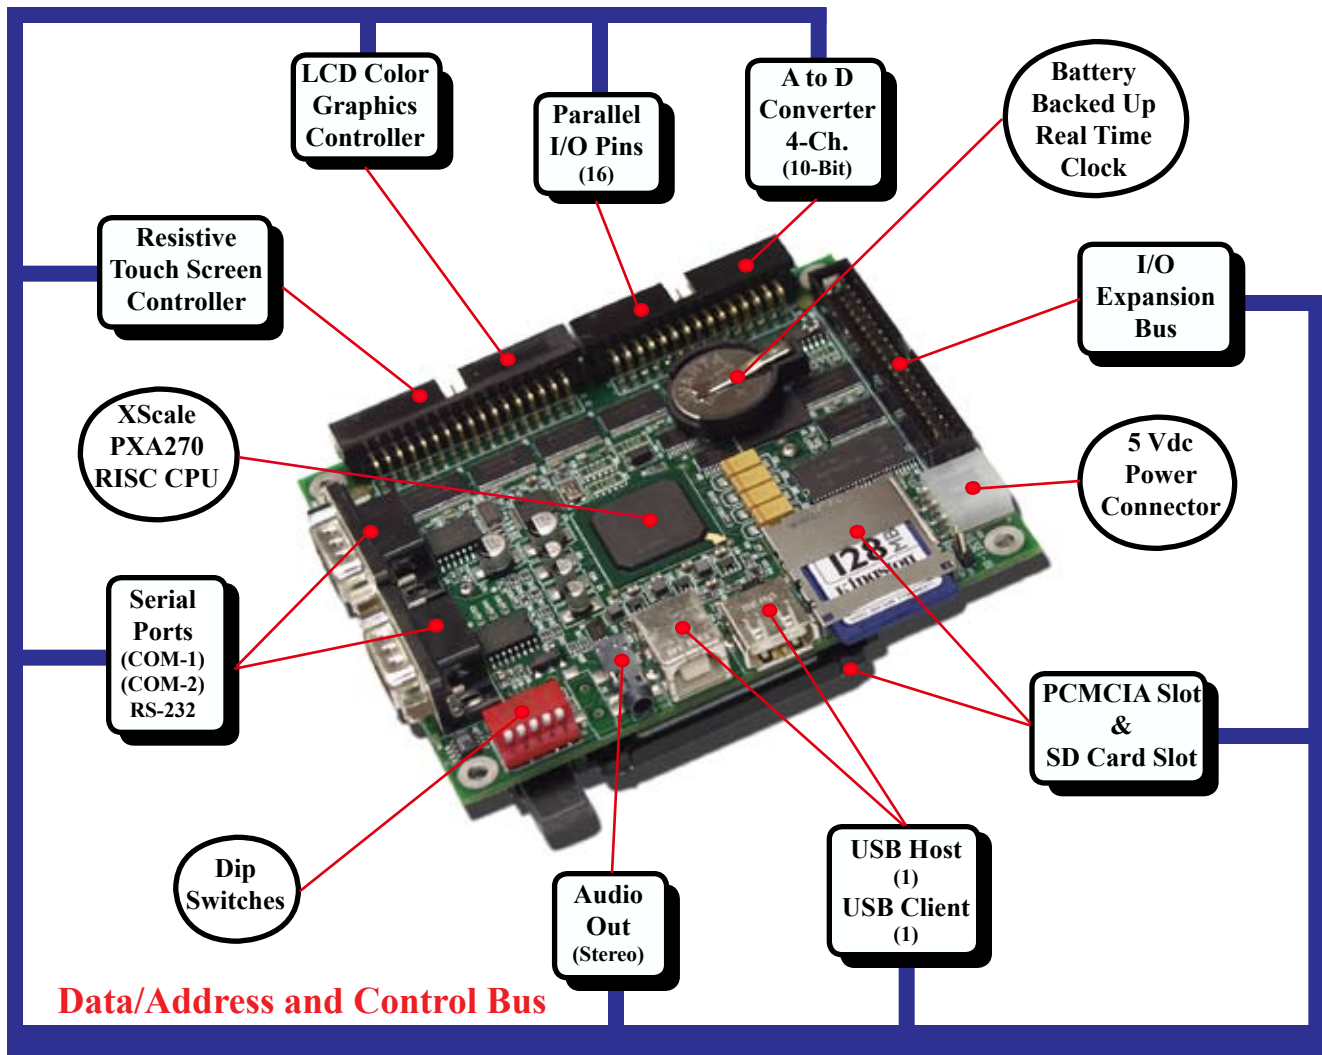 LCD Color
Graphics
Controller
Parallel
I/O Pins
(16)
A to D
Converter
4-Ch.
(10-Bit)
Battery
Backed Up
Real Time
Clock
Resistive
Touch Screen
Controller
I/O
Expansion
Bus
XScale
PXA270
RISC CPU
5 Vdc
Power
Connector
128
Kingston
Serial
Ports
(COM-1)
(COM-2)
RS-232
PCMCIA Slot
&
SD Card Slot
Dip
Switches
Audio
Out
(Stereo)
USB Host
(1)
USB Client
(1)
Data/Address and Control Bus